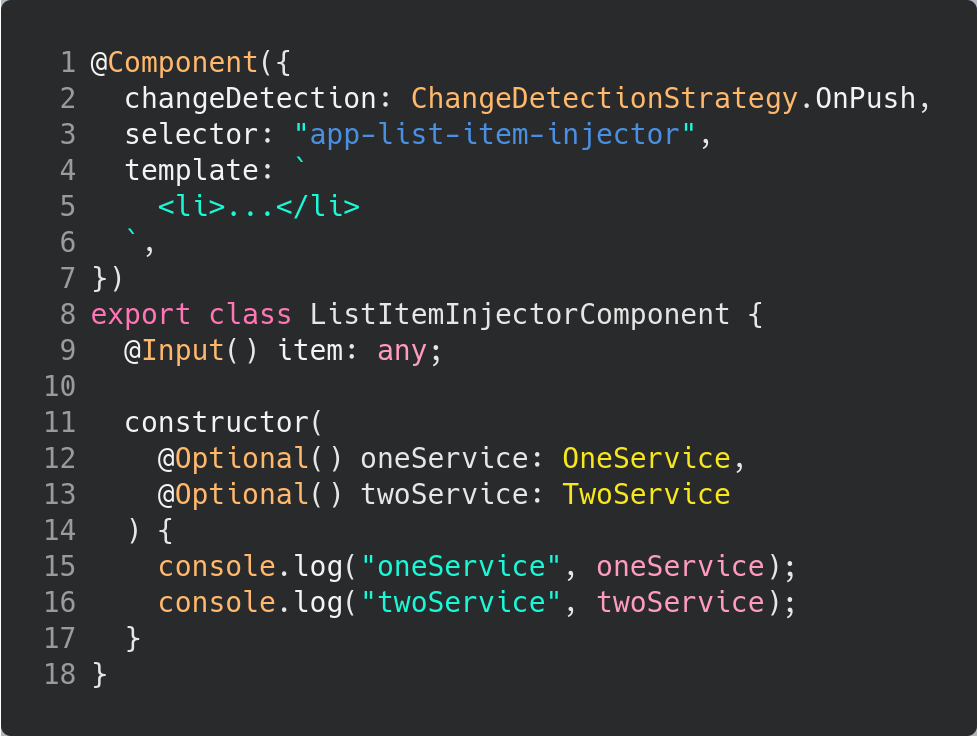 1 @Component({
2   changeDetection: ChangeDetectionStrategy.OnPush,
3   selector: "app-list-item-injector",
4   template: `
5     <li>...</li>
6   `,
7 })
8 export class ListItemInjectorComponent {
9   @Input() item: any;
10
11   constructor(
12     @Optional() oneService: OneService,
13     @Optional() twoService: TwoService
14   ) {
15     console.log("oneService", oneService);
16     console.log("twoService", twoService);
17   }
18 }